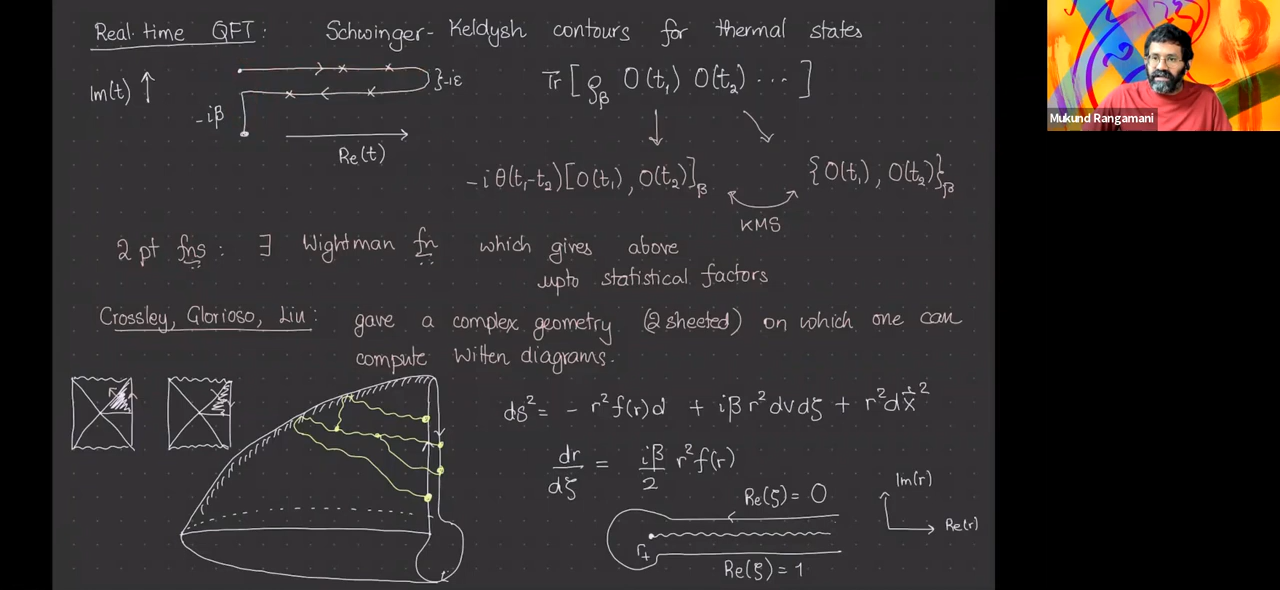 Real-time QFT: Schwinger-Keldysh contours for thermal states
Im(t) ↑
}-iε
-iβ
Re(t)
Tr[ρ_β O(t₁) O(t₂) ⋯ ]
-i θ(t₁-t₂)[O(t₁), O(t₂)]_β
{O(t₁), O(t₂)}_β
KMS
2 pt fns: ∃ Wightman fn which gives above
upto statistical factors
Crossley, Glorioso, Liu: gave a complex geometry (2 sheeted) on which one can
compute Witten diagrams.
ds² = - r² f(r) d + iβ r² dv dζ + r² dx⃗²
dr/dζ = iβ/2 r² f(r)
Re(ζ) = 0
r₊
Re(ζ) = 1
Im(r)
Re(r)
Mukund Rangamani